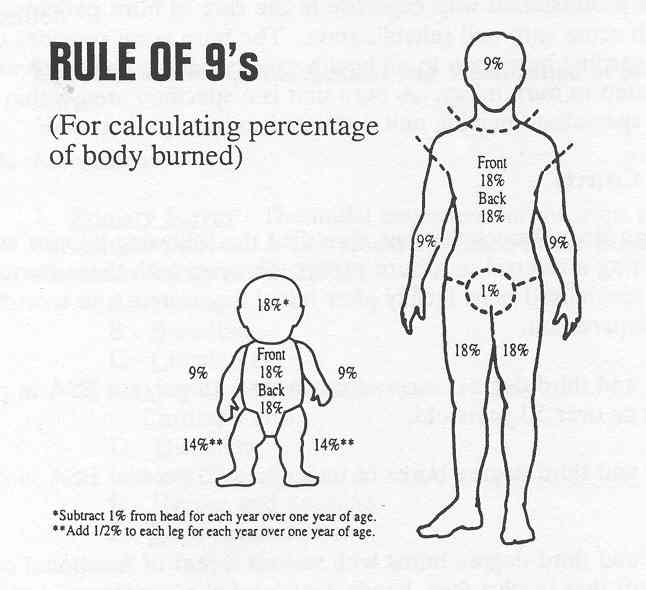 RULE OF 9's
(For calculating percentage
of body burned)
9%
Front
18%
Back
18%
9%
9%
1%
18%
18%
18%*
Front
18%
Back
18%
9%
9%
14%**
14%**
*Subtract 1% from head for each year over one year of age.
**Add 1/2% to each leg for each year over one year of age.